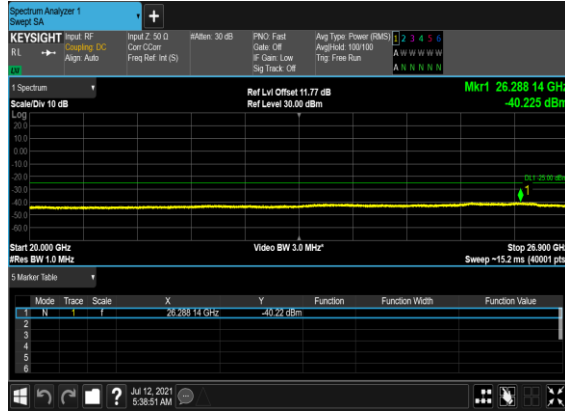 Spectrum Analyzer 1
Swept SA
+
KEYSIGHT Input: RF Input Z: 50 Ω #Atten: 30 dB PNO: Fast Avg Type: Power (RMS) 1 2 3 4 5 6
RL Coupling: DC Corr CCorr Gate: Off Avg|Hold: 100/100 A W W W W W
Align: Auto Freq Ref: Int (S) IF Gain: Low Trig: Free Run
Sig Track: Off A N N N N N
1 Spectrum
Ref Lvl Offset 11.77 dB Mkr1 26.288 14 GHz
Scale/Div 10 dB Ref Level 30.00 dBm -40.225 dBm
Log
20.0
10.0
0.00
-10.0
-20.0 DL1 -25.00 dBm
-30.0 1
-40.0
-50.0
-60.0
Start 20.000 GHz Video BW 3.0 MHz* Stop 26.900 GHz
#Res BW 1.0 MHz Sweep ~15.2 ms (40001 pts
5 Marker Table
Mode Trace Scale X Y Function Function Width Function Value
1 N 1 f 26.288 14 GHz -40.22 dBm
2
3
4
5
6
? Jul 12, 2021
5:38:51 AM